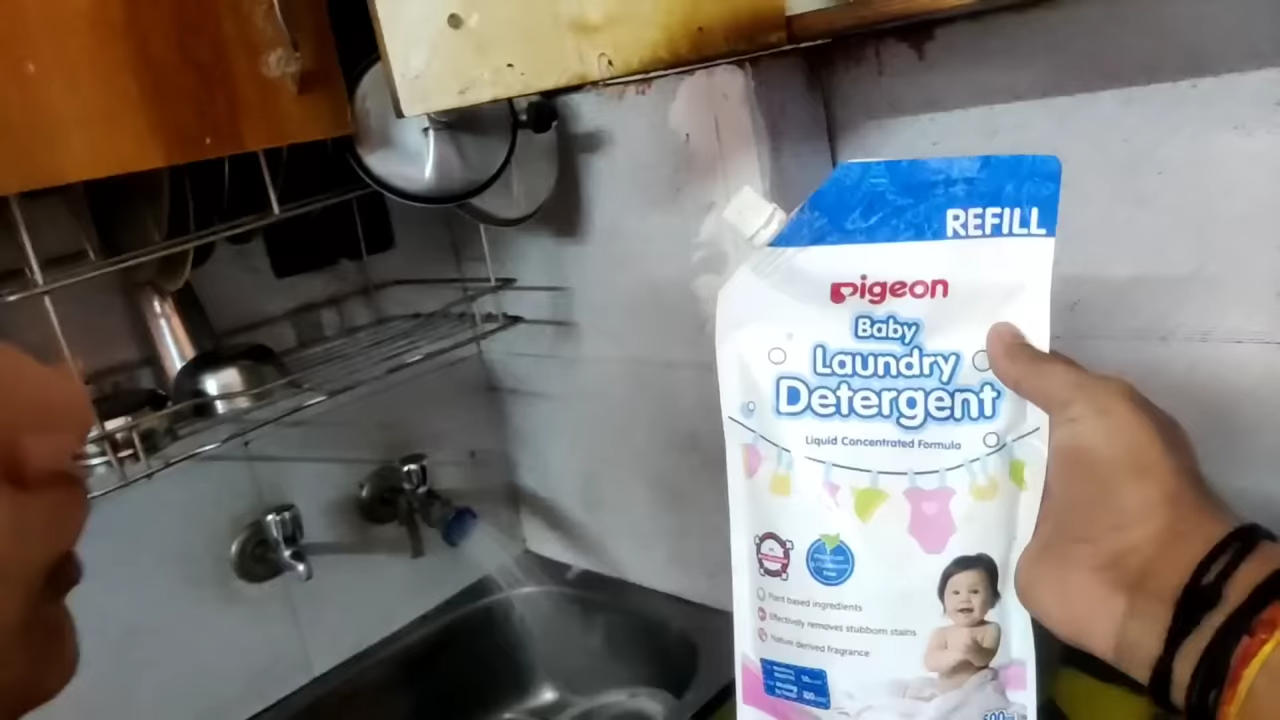 REFILL
pigeon
Baby
Laundry
Detergent
Liquid Concentrated Formula
Plant based ingredients
Effectively removes stubborn stains
Nature derived fragrance